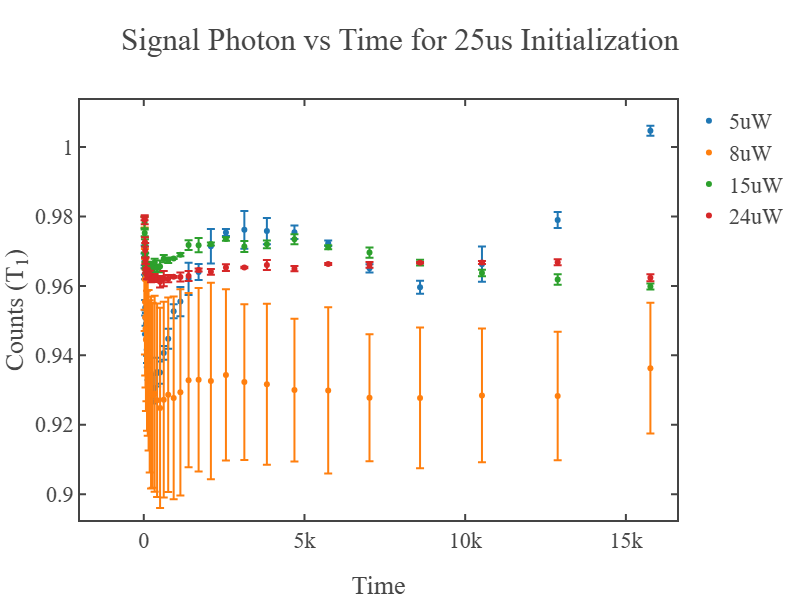 Signal Photon vs Time for 25us Initialization
5uW
8uW
15uW
24uW
Counts (T1)
1
0.98
0.96
0.94
0.92
0.9
0
5k
10k
15k
Time